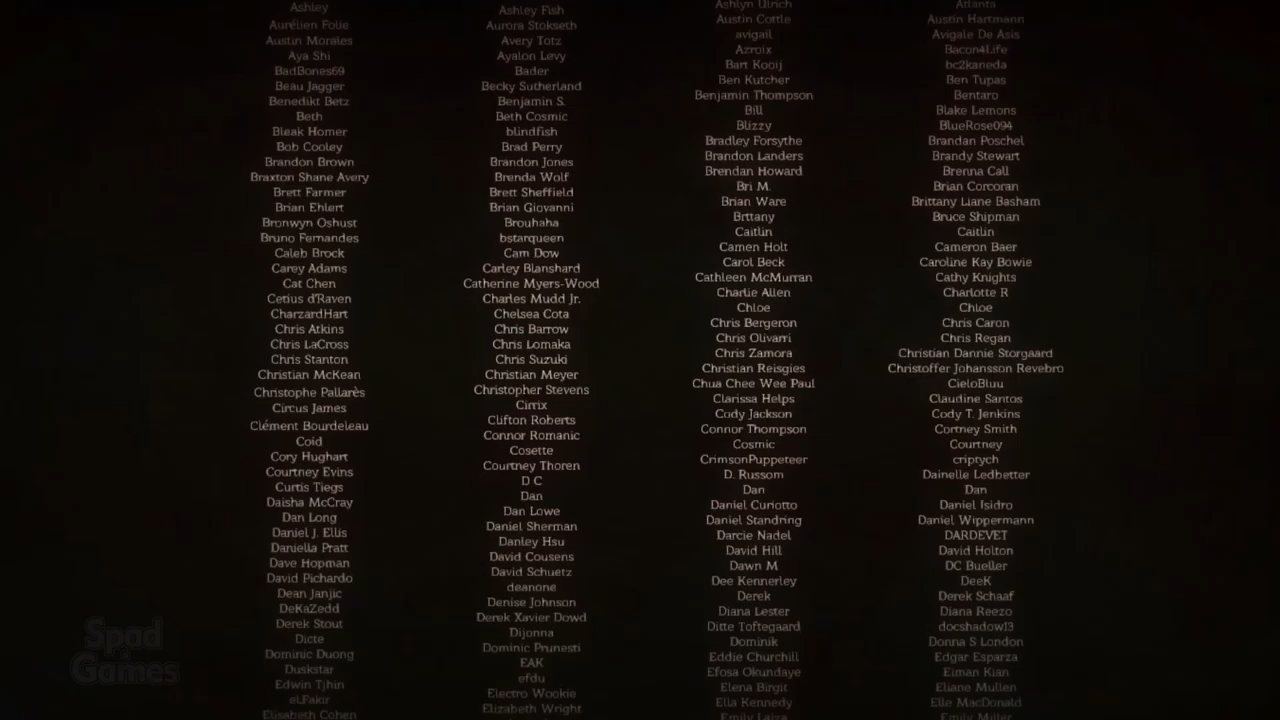 Ashley
Ashley Fish
Ashlyn Ulrich
Atlanta
Aurélien Folie
Aurora Stokseth
Austin Cottle
Austin Hartmann
Austin Morales
Avery Totz
avigail
Avigale De Asis
Aya Shi
Ayalon Levy
Azroix
Bacon4Life
BadBones69
Bader
Bart Kooij
bc2kaneda
Beau Jagger
Becky Sutherland
Ben Kutcher
Ben Tupas
Benedikt Betz
Benjamin S.
Benjamin Thompson
Bentaro
Beth
Beth Cosmic
Bill
Blake Lemons
Bleak Homer
blindfish
Blizzy
BlueRose094
Bob Cooley
Brad Perry
Bradley Forsythe
Brandan Poschel
Brandon Brown
Brandon Jones
Brandon Landers
Brandy Stewart
Braxton Shane Avery
Brenda Wolf
Brendan Howard
Brenna Call
Brett Farmer
Brett Sheffield
Bri M.
Brian Corcoran
Brian Ehlert
Brian Giovanni
Brian Ware
Brittany Liane Basham
Bronwyn Oshust
Brouhaha
Brttany
Bruce Shipman
Bruno Fernandes
bstarqueen
Caitlin
Caitlin
Caleb Brock
Cam Dow
Camen Holt
Cameron Baer
Carey Adams
Carley Blanshard
Carol Beck
Caroline Kay Bowie
Cat Chen
Catherine Myers-Wood
Cathleen McMurran
Cathy Knights
Cetius d'Raven
Charles Mudd Jr.
Charlie Allen
Charlotte R
CharzardHart
Chelsea Cota
Chloe
Chloe
Chris Atkins
Chris Barrow
Chris Bergeron
Chris Caron
Chris LaCross
Chris Lomaka
Chris Olivarri
Chris Regan
Chris Stanton
Chris Suzuki
Chris Zamora
Christian Dannie Storgaard
Christian McKean
Christian Meyer
Christian Reisgies
Christoffer Johansson Revebro
Christophe Pallarès
Christopher Stevens
Chua Chee Wee Paul
CieloBluu
Circus James
Cirrix
Clarissa Helps
Claudine Santos
Clément Bourdeleau
Clifton Roberts
Cody Jackson
Cody T. Jenkins
Coid
Connor Romanic
Connor Thompson
Cortney Smith
Cory Hughart
Cosette
Cosmic
Courtney
Courtney Evins
Courtney Thoren
CrimsonPuppeteer
criptych
Curtis Tiegs
D C
D. Russom
Dainelle Ledbetter
Daisha McCray
Dan
Dan
Dan
Dan Long
Dan Lowe
Daniel Curiotto
Daniel Isidro
Daniel J. Ellis
Daniel Sherman
Daniel Standring
Daniel Wippermann
Daniella Pratt
Danley Hsu
Darcie Nadel
DARDEVET
Dave Hopman
David Cousens
David Hill
David Holton
David Pichardo
David Schuetz
Dawn M
DC Bueller
Dean Janjic
deanone
Dee Kennerley
DeeK
DeKaZedd
Denise Johnson
Derek
Derek Schaaf
Derek Stout
Derek Xavier Dowd
Diana Lester
Diana Reezo
Dicte
Dijonna
Ditte Toftegaard
docshadow13
Dominic Duong
Dominic Prunesti
Dominik
Donna S London
Duskstar
EAK
Eddie Churchill
Edgar Esparza
Edwin Tjhin
efdu
Efosa Okundaye
Eiman Kian
eLFakir
Electro Wookie
Elena Birgit
Eliane Mullen
Elisabeth Cohen
Elizabeth Wright
Ella Kennedy
Elle MacDonald
Emily Laiza
Emily Miller
Spad
Games